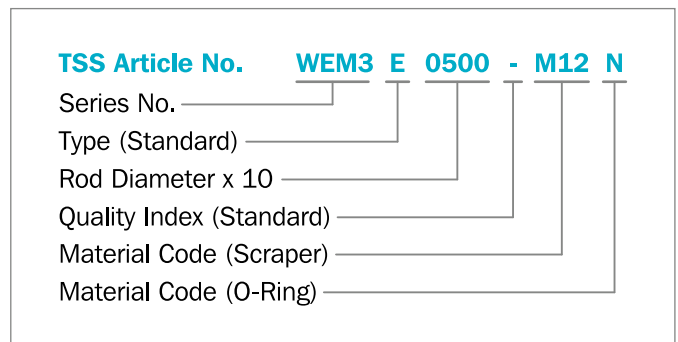 TSS Article No. WEM3 E 0500 - M12 N
Series No.
Type (Standard)
Rod Diameter x 10
Quality Index (Standard)
Material Code (Scraper)
Material Code (O-Ring)